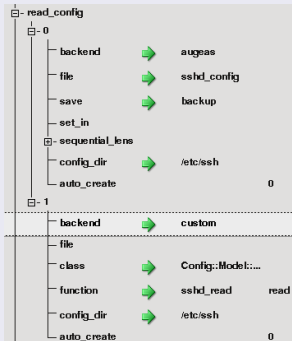 read_config
0
backend augeas
file sshd_config
save backup
set_in
sequential_lens
config_dir /etc/ssh
auto_create 0
1
backend custom
file
class Config::Model::...
function sshd_read read
config_dir /etc/ssh
auto_create 0